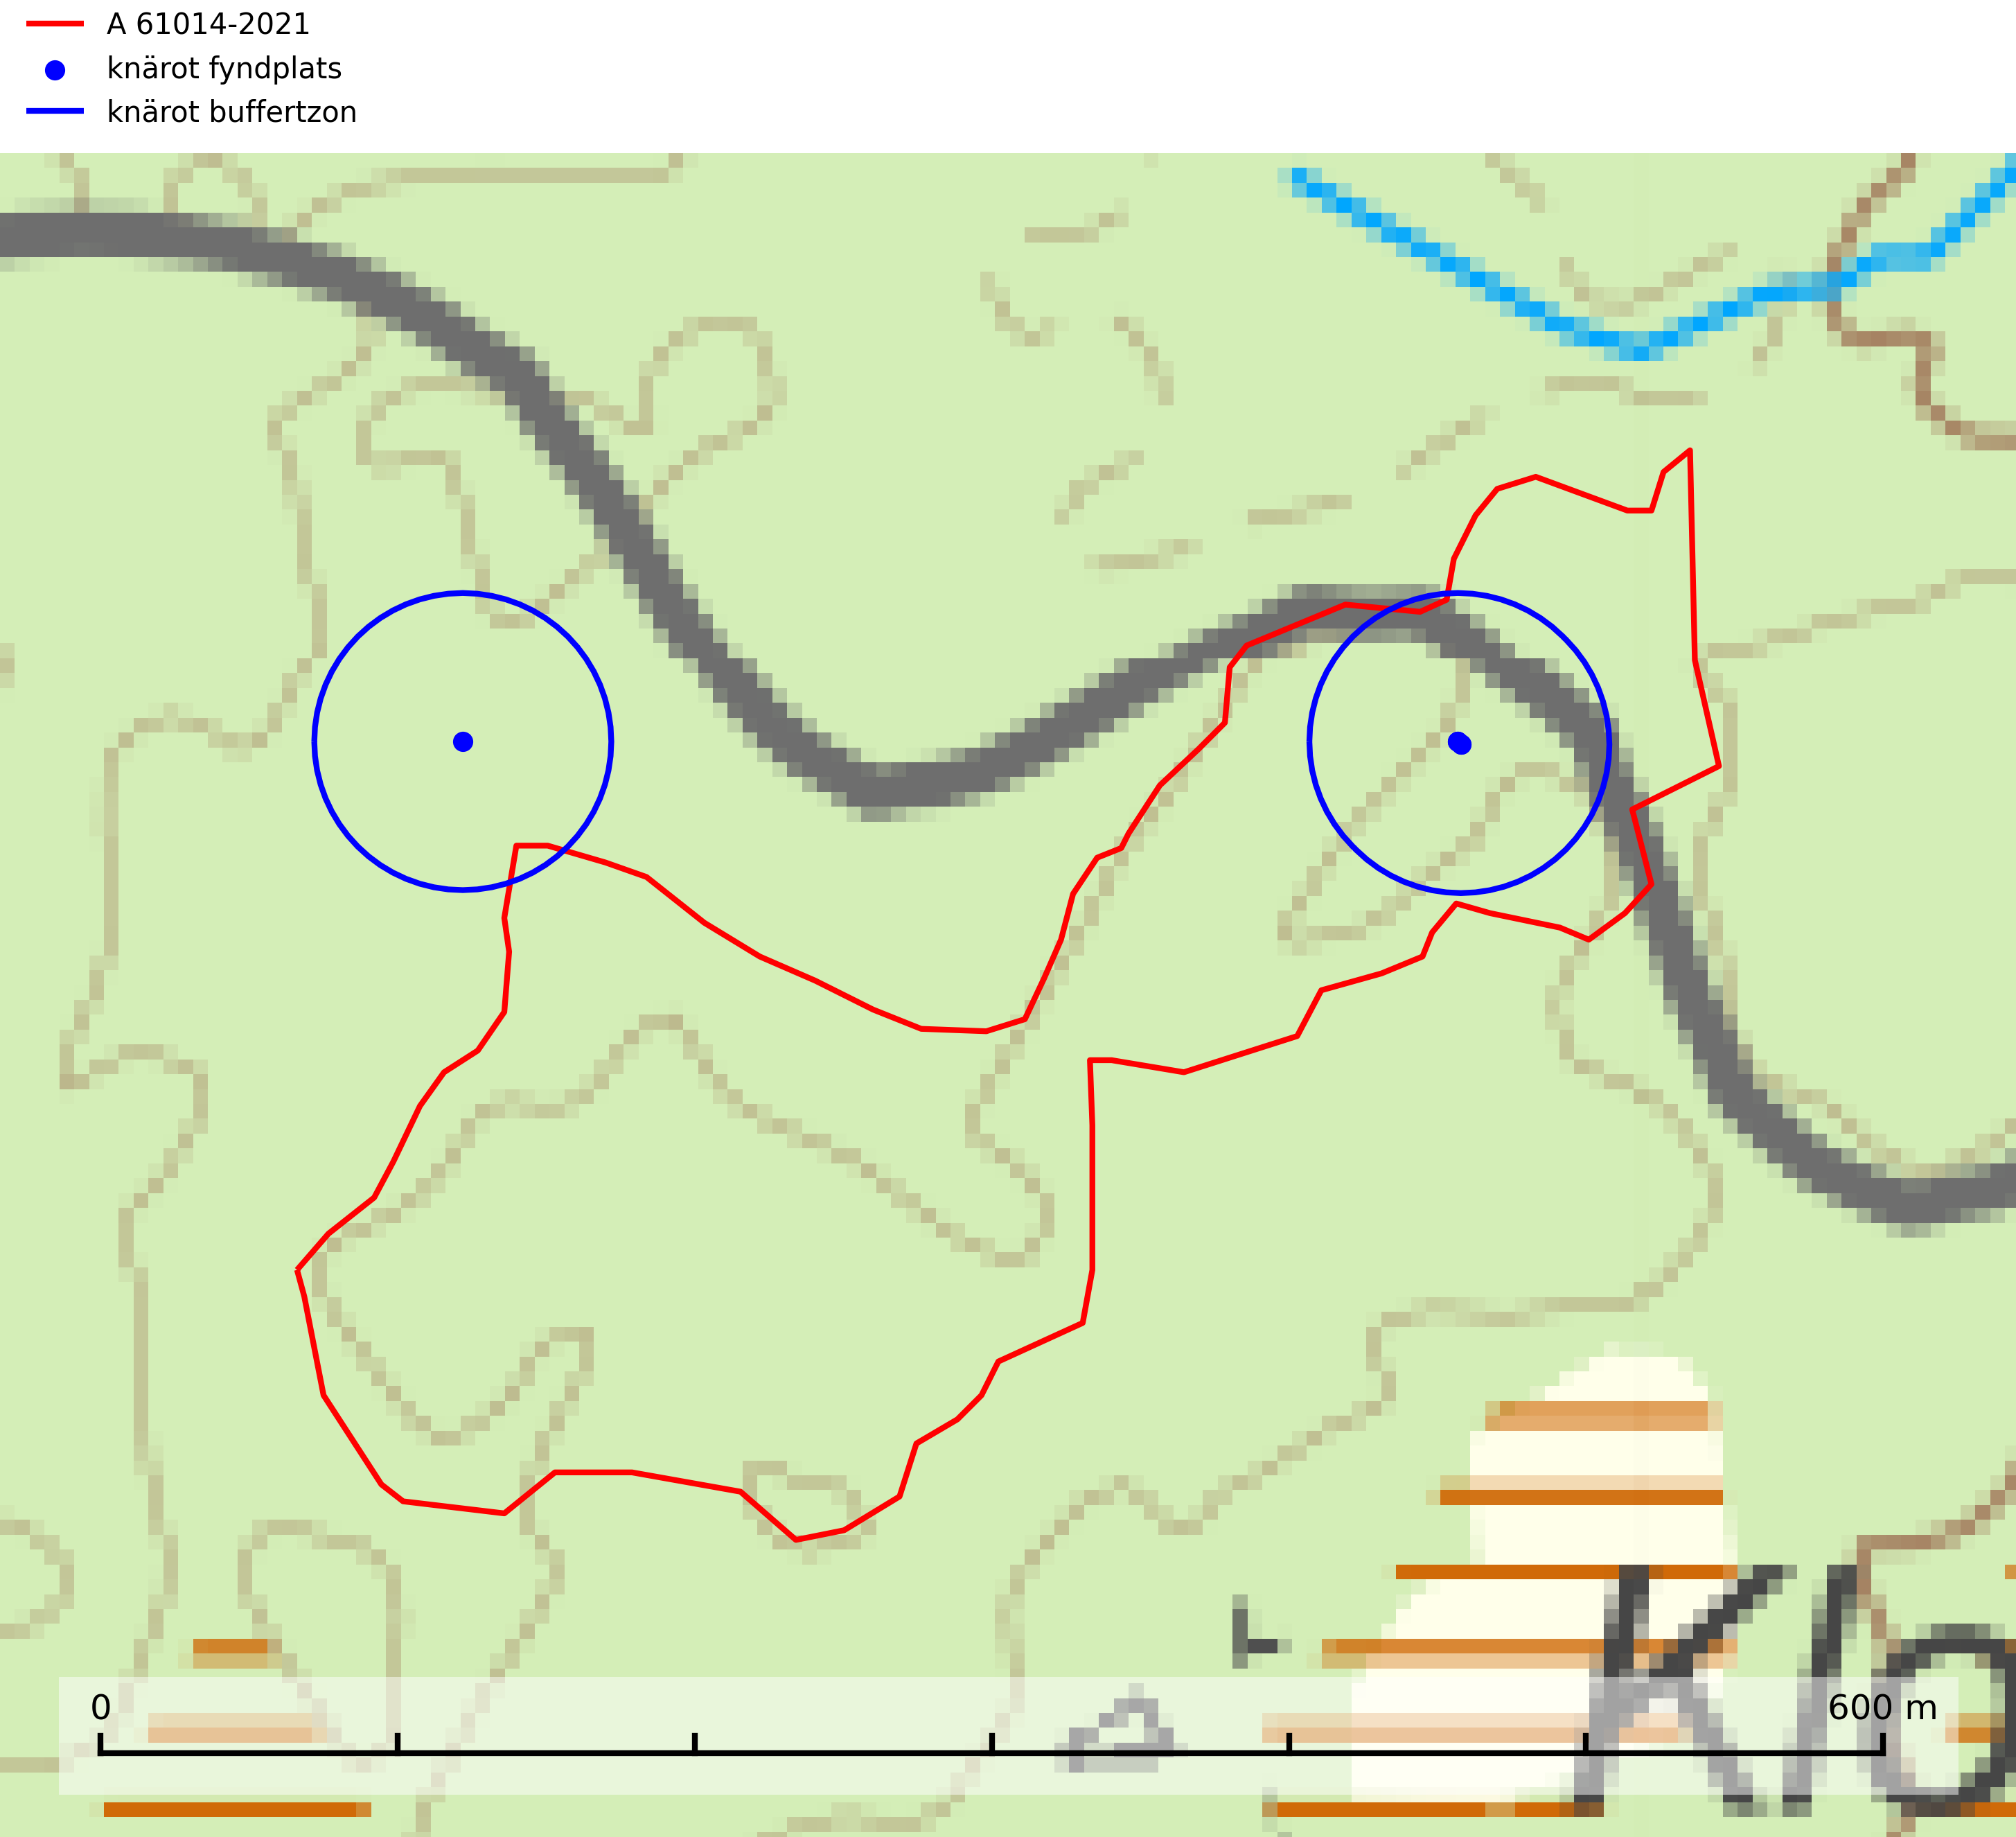 A 61014-2021
knärot fyndplats
knärot buffertzon
0
600 m